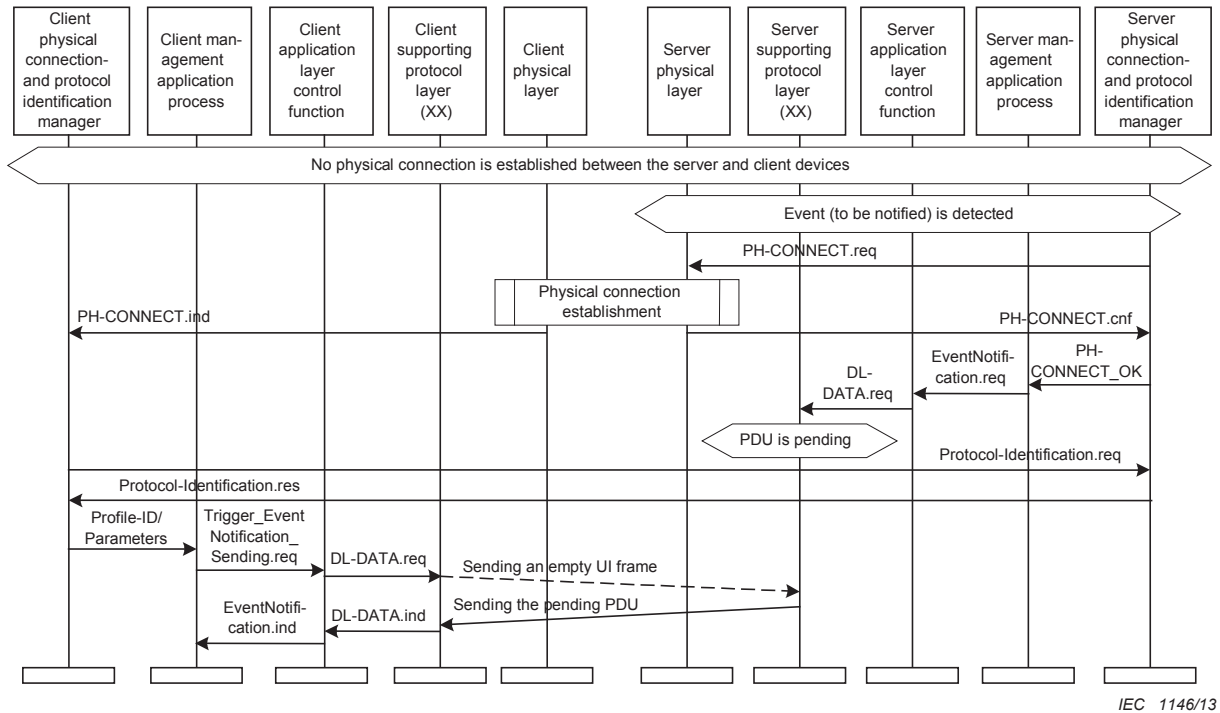 Client
physical
connection-
and protocol
identification
manager
Client man-
agement
application
process
Client
application
layer
control
function
Client
supporting
protocol
layer
(XX)
Client
physical
layer
Server
physical
layer
Server
supporting
protocol
layer
(XX)
Server
application
layer
control
function
Server man-
agement
application
process
Server
physical
connection-
and protocol
identification
manager
No physical connection is established between the server and client devices
Event (to be notified) is detected
PH-CONNECT.req
Physical connection
establishment
PH-CONNECT.ind
PH-CONNECT.cnf
PH-
CONNECT_OK
EventNotifi-
cation.req
DL-
DATA.req
PDU is pending
Protocol-Identification.req
Protocol-Identification.res
Profile-ID/
Parameters
Trigger_Event
Notification_
Sending.req
DL-DATA.req
Sending an empty UI frame
Sending the pending PDU
DL-DATA.ind
EventNotifi-
cation.ind
IEC 1146/13